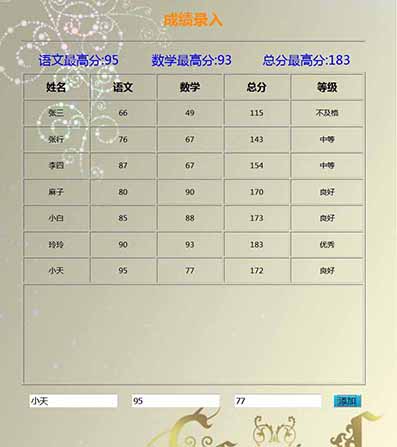 成绩录入
语文最高分:95 数学最高分:93 总分最高分:183
姓名 语文 数学 总分 等级
张三 66 49 115 不及格
张行 76 67 143 中等
李四 87 67 154 中等
麻子 80 90 170 良好
小白 85 88 173 良好
玲玲 90 93 183 优秀
小天 95 77 172 良好
小天 95 77 添加